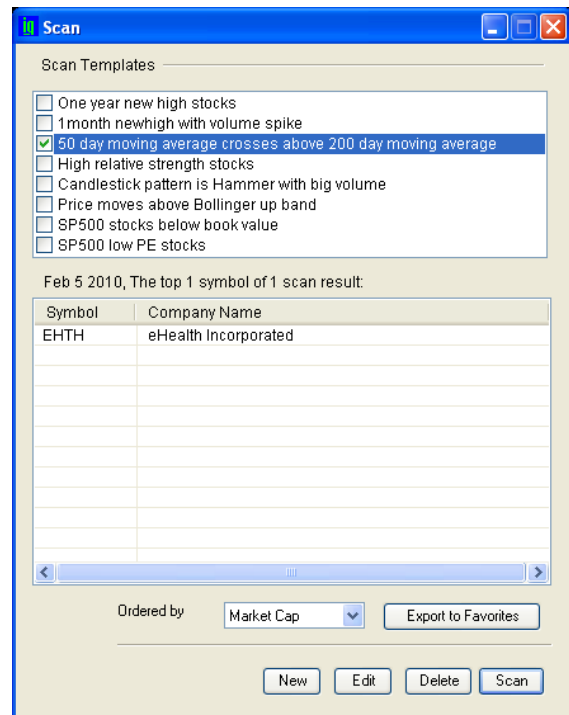 iq Scan
Scan Templates
One year new high stocks
1month newhigh with volume spike
50 day moving average crosses above 200 day moving average
High relative strength stocks
Candlestick pattern is Hammer with big volume
Price moves above Bollinger up band
SP500 stocks below book value
SP500 low PE stocks
Feb 5 2010, The top 1 symbol of 1 scan result:
Symbol Company Name
EHTH eHealth Incorporated
Ordered by Market Cap Export to Favorites
New Edit Delete Scan